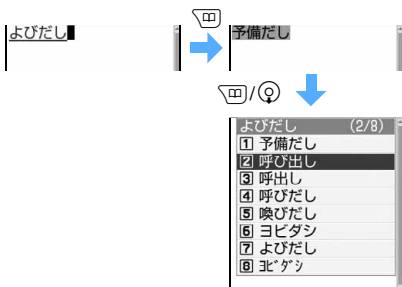 よびだし
予備だし
/
よびだし (2/8)
1 予備だし
2 呼び出し
3 呼出し
4 呼びだし
5 喚びだし
6 ヨビダシ
7 よびだし
8 ﾖﾋﾞﾀﾞｼ